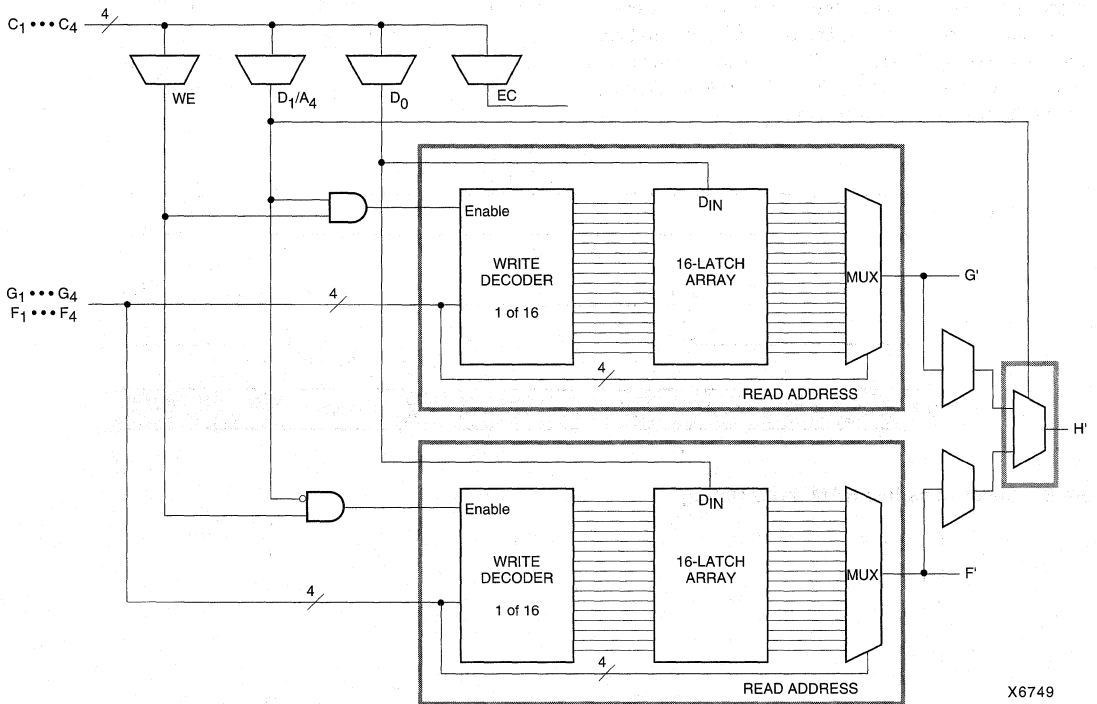 C1 ••• C4
4
WE
D1/A4
D0
EC
Enable
WRITE
DECODER
1 of 16
DIN
16-LATCH
ARRAY
MUX
G'
G1 ••• G4
F1 ••• F4
4
4
READ ADDRESS
H'
Enable
WRITE
DECODER
1 of 16
DIN
16-LATCH
ARRAY
MUX
F'
4
4
READ ADDRESS
X6749